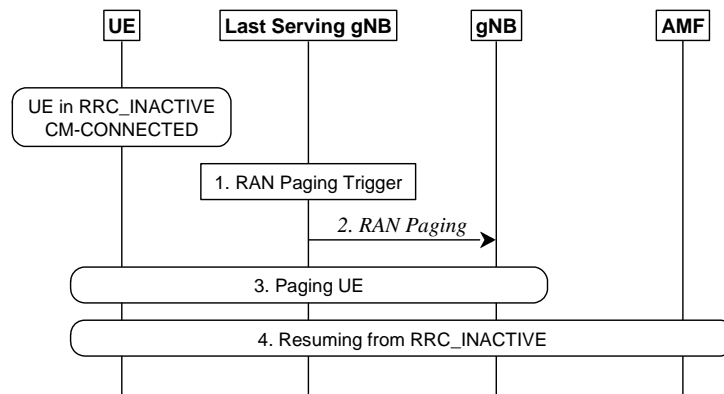 UE
Last Serving gNB
gNB
AMF
UE in RRC_INACTIVE
CM-CONNECTED
1. RAN Paging Trigger
2. RAN Paging
3. Paging UE
4. Resuming from RRC_INACTIVE